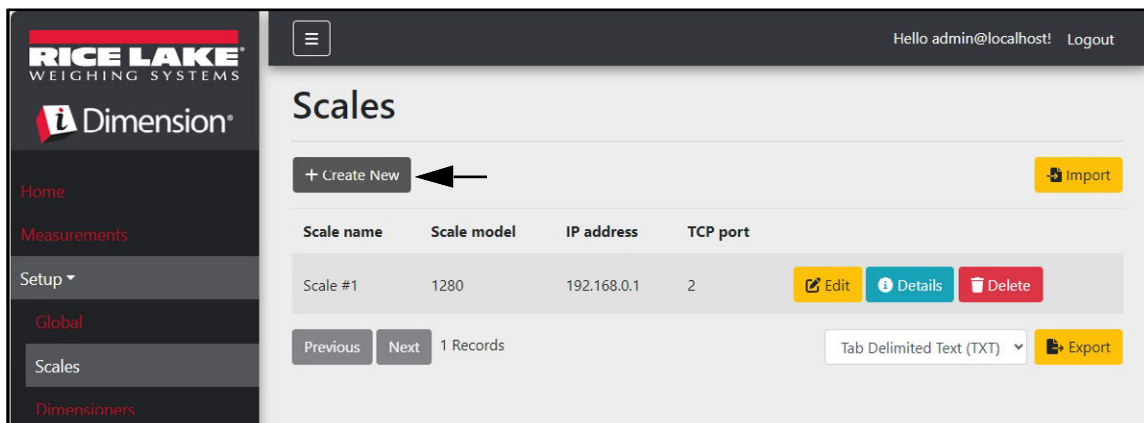 RICE LAKE®
WEIGHING SYSTEMS
i Dimension®
Home
Measurements
Setup
Global
Scales
Dimensioners
Hello admin@localhost! Logout
Scales
+ Create New
Import
Scale name Scale model IP address TCP port
Scale #1 1280 192.168.0.1 2 Edit Details Delete
Previous Next 1 Records Tab Delimited Text (TXT) Export